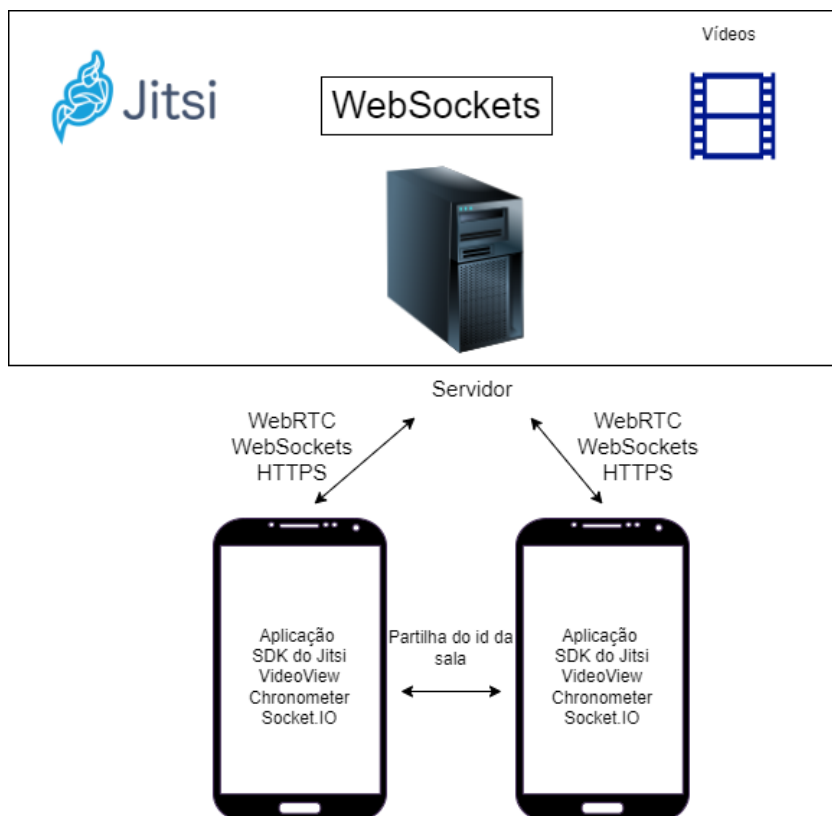 Vídeos
Jitsi
WebSockets
Servidor
WebRTC
WebSockets
HTTPS
WebRTC
WebSockets
HTTPS
Aplicação
SDK do Jitsi
VideoView
Chronometer
Socket.IO
Partilha do id da
sala
Aplicação
SDK do Jitsi
VideoView
Chronometer
Socket.IO